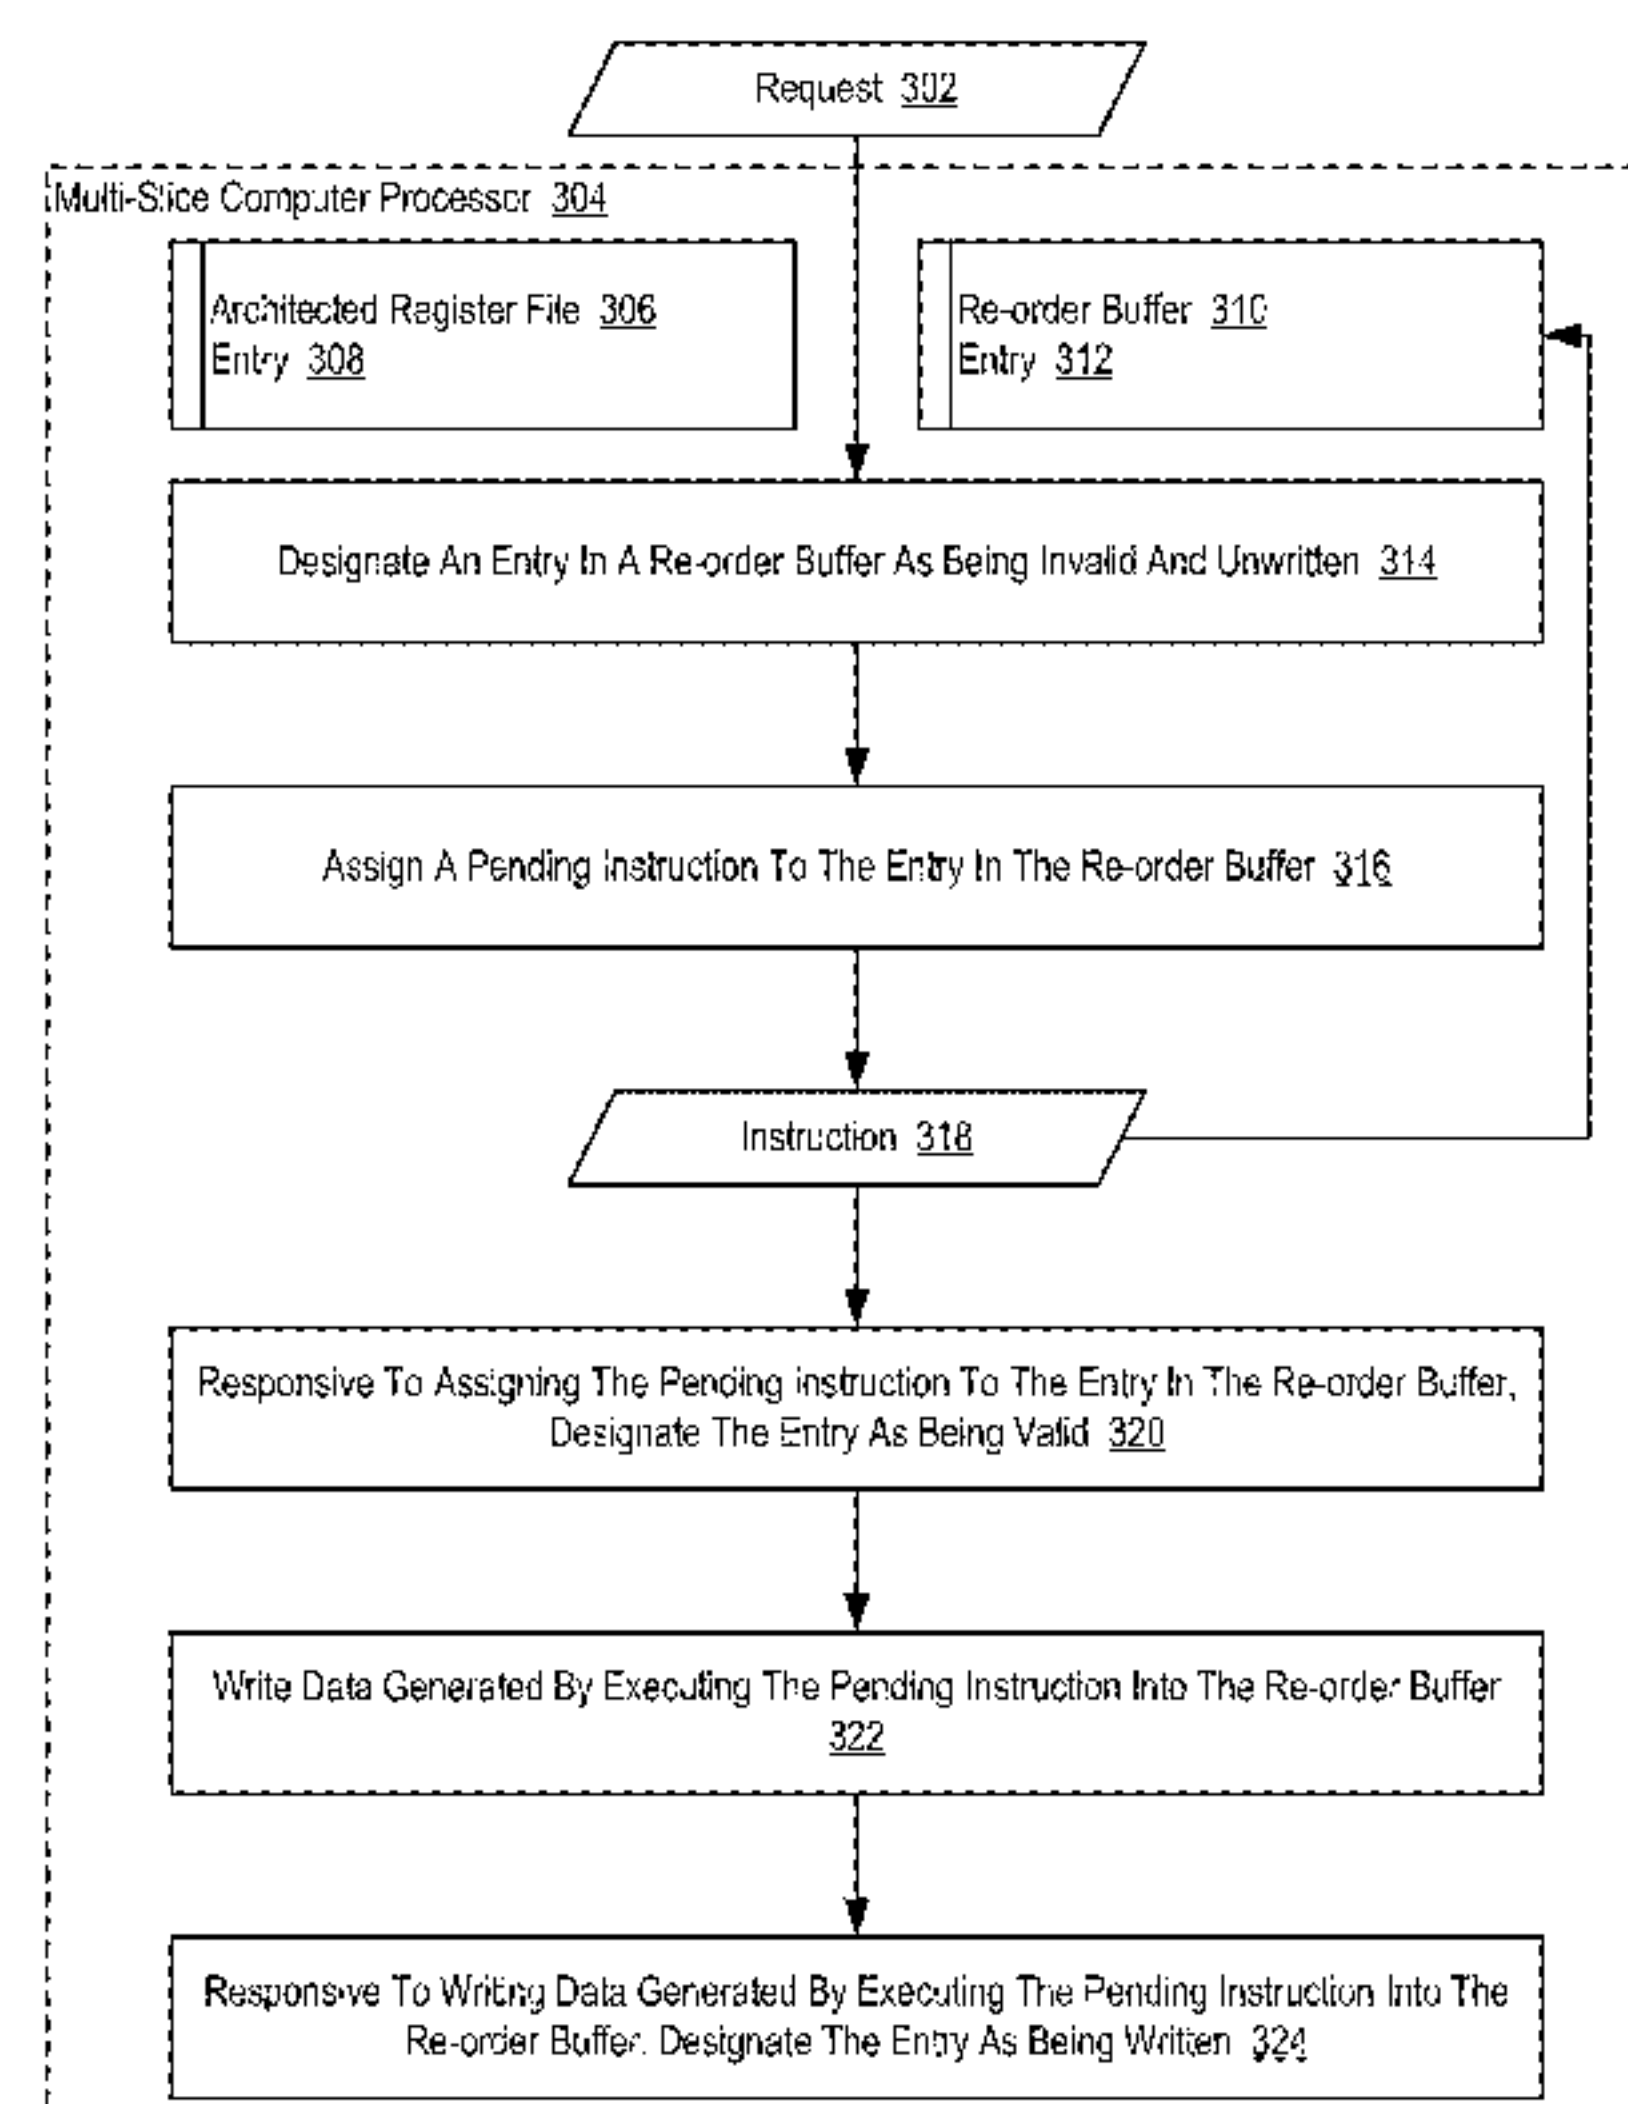 Request 302
Multi-Slice Computer Processor 304
Architected Register File 306
Entry 308
Re-order Buffer 310
Entry 312
Designate An Entry In A Re-order Buffer As Being Invalid And Unwritten 314
Assign A Pending Instruction To The Entry In The Re-order Buffer 316
Instruction 318
Responsive To Assigning The Pending Instruction To The Entry In The Re-order Buffer,
Designate The Entry As Being Valid 320
Write Data Generated By Executing The Pending Instruction Into The Re-order Buffer
322
Responsive To Writing Data Generated By Executing The Pending Instruction Into The
Re-order Buffer, Designate The Entry As Being Written 324